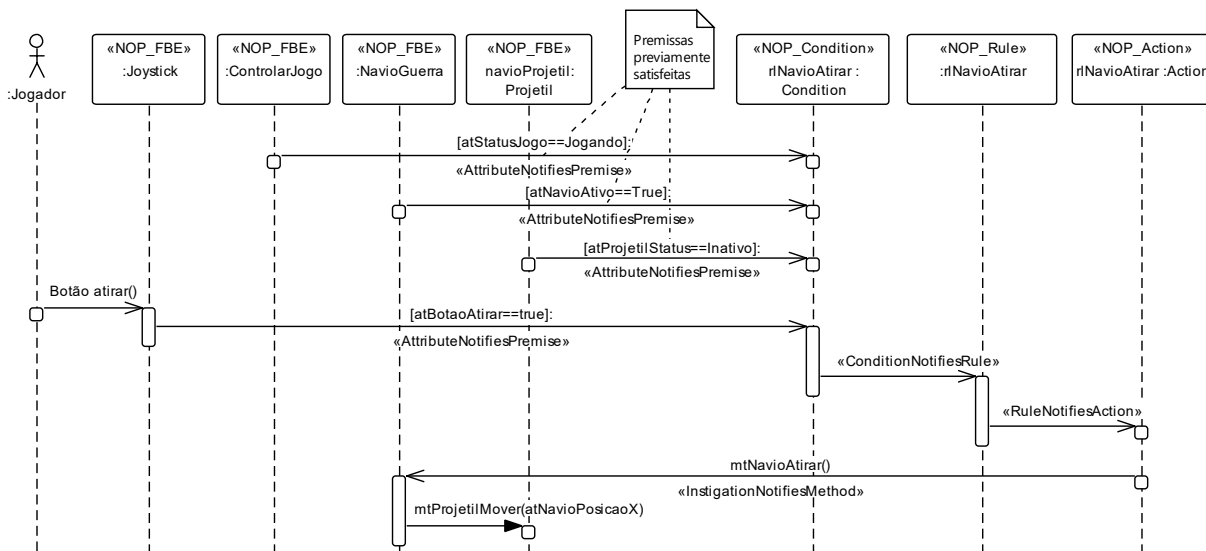 :Jogador
«NOP_FBE»
:Joystick
«NOP_FBE»
:ControlarJogo
«NOP_FBE»
:NavioGuerra
«NOP_FBE»
navioProjetil:
Projetil
Premissas
previamente
satisfeitas
«NOP_Condition»
rlNavioAtirar :
Condition
«NOP_Rule»
:rlNavioAtirar
«NOP_Action»
rlNavioAtirar :Action
[atStatusJogo==Jogando]:
«AttributeNotifiesPremise»
[atNavioAtivo==True]:
«AttributeNotifiesPremise»
[atProjetilStatus==Inativo]:
«AttributeNotifiesPremise»
Botão atirar()
[atBotaoAtirar==true]:
«AttributeNotifiesPremise»
«ConditionNotifiesRule»
«RuleNotifiesAction»
mtNavioAtirar()
«InstigationNotifiesMethod»
mtProjetilMover(atNavioPosicaoX)